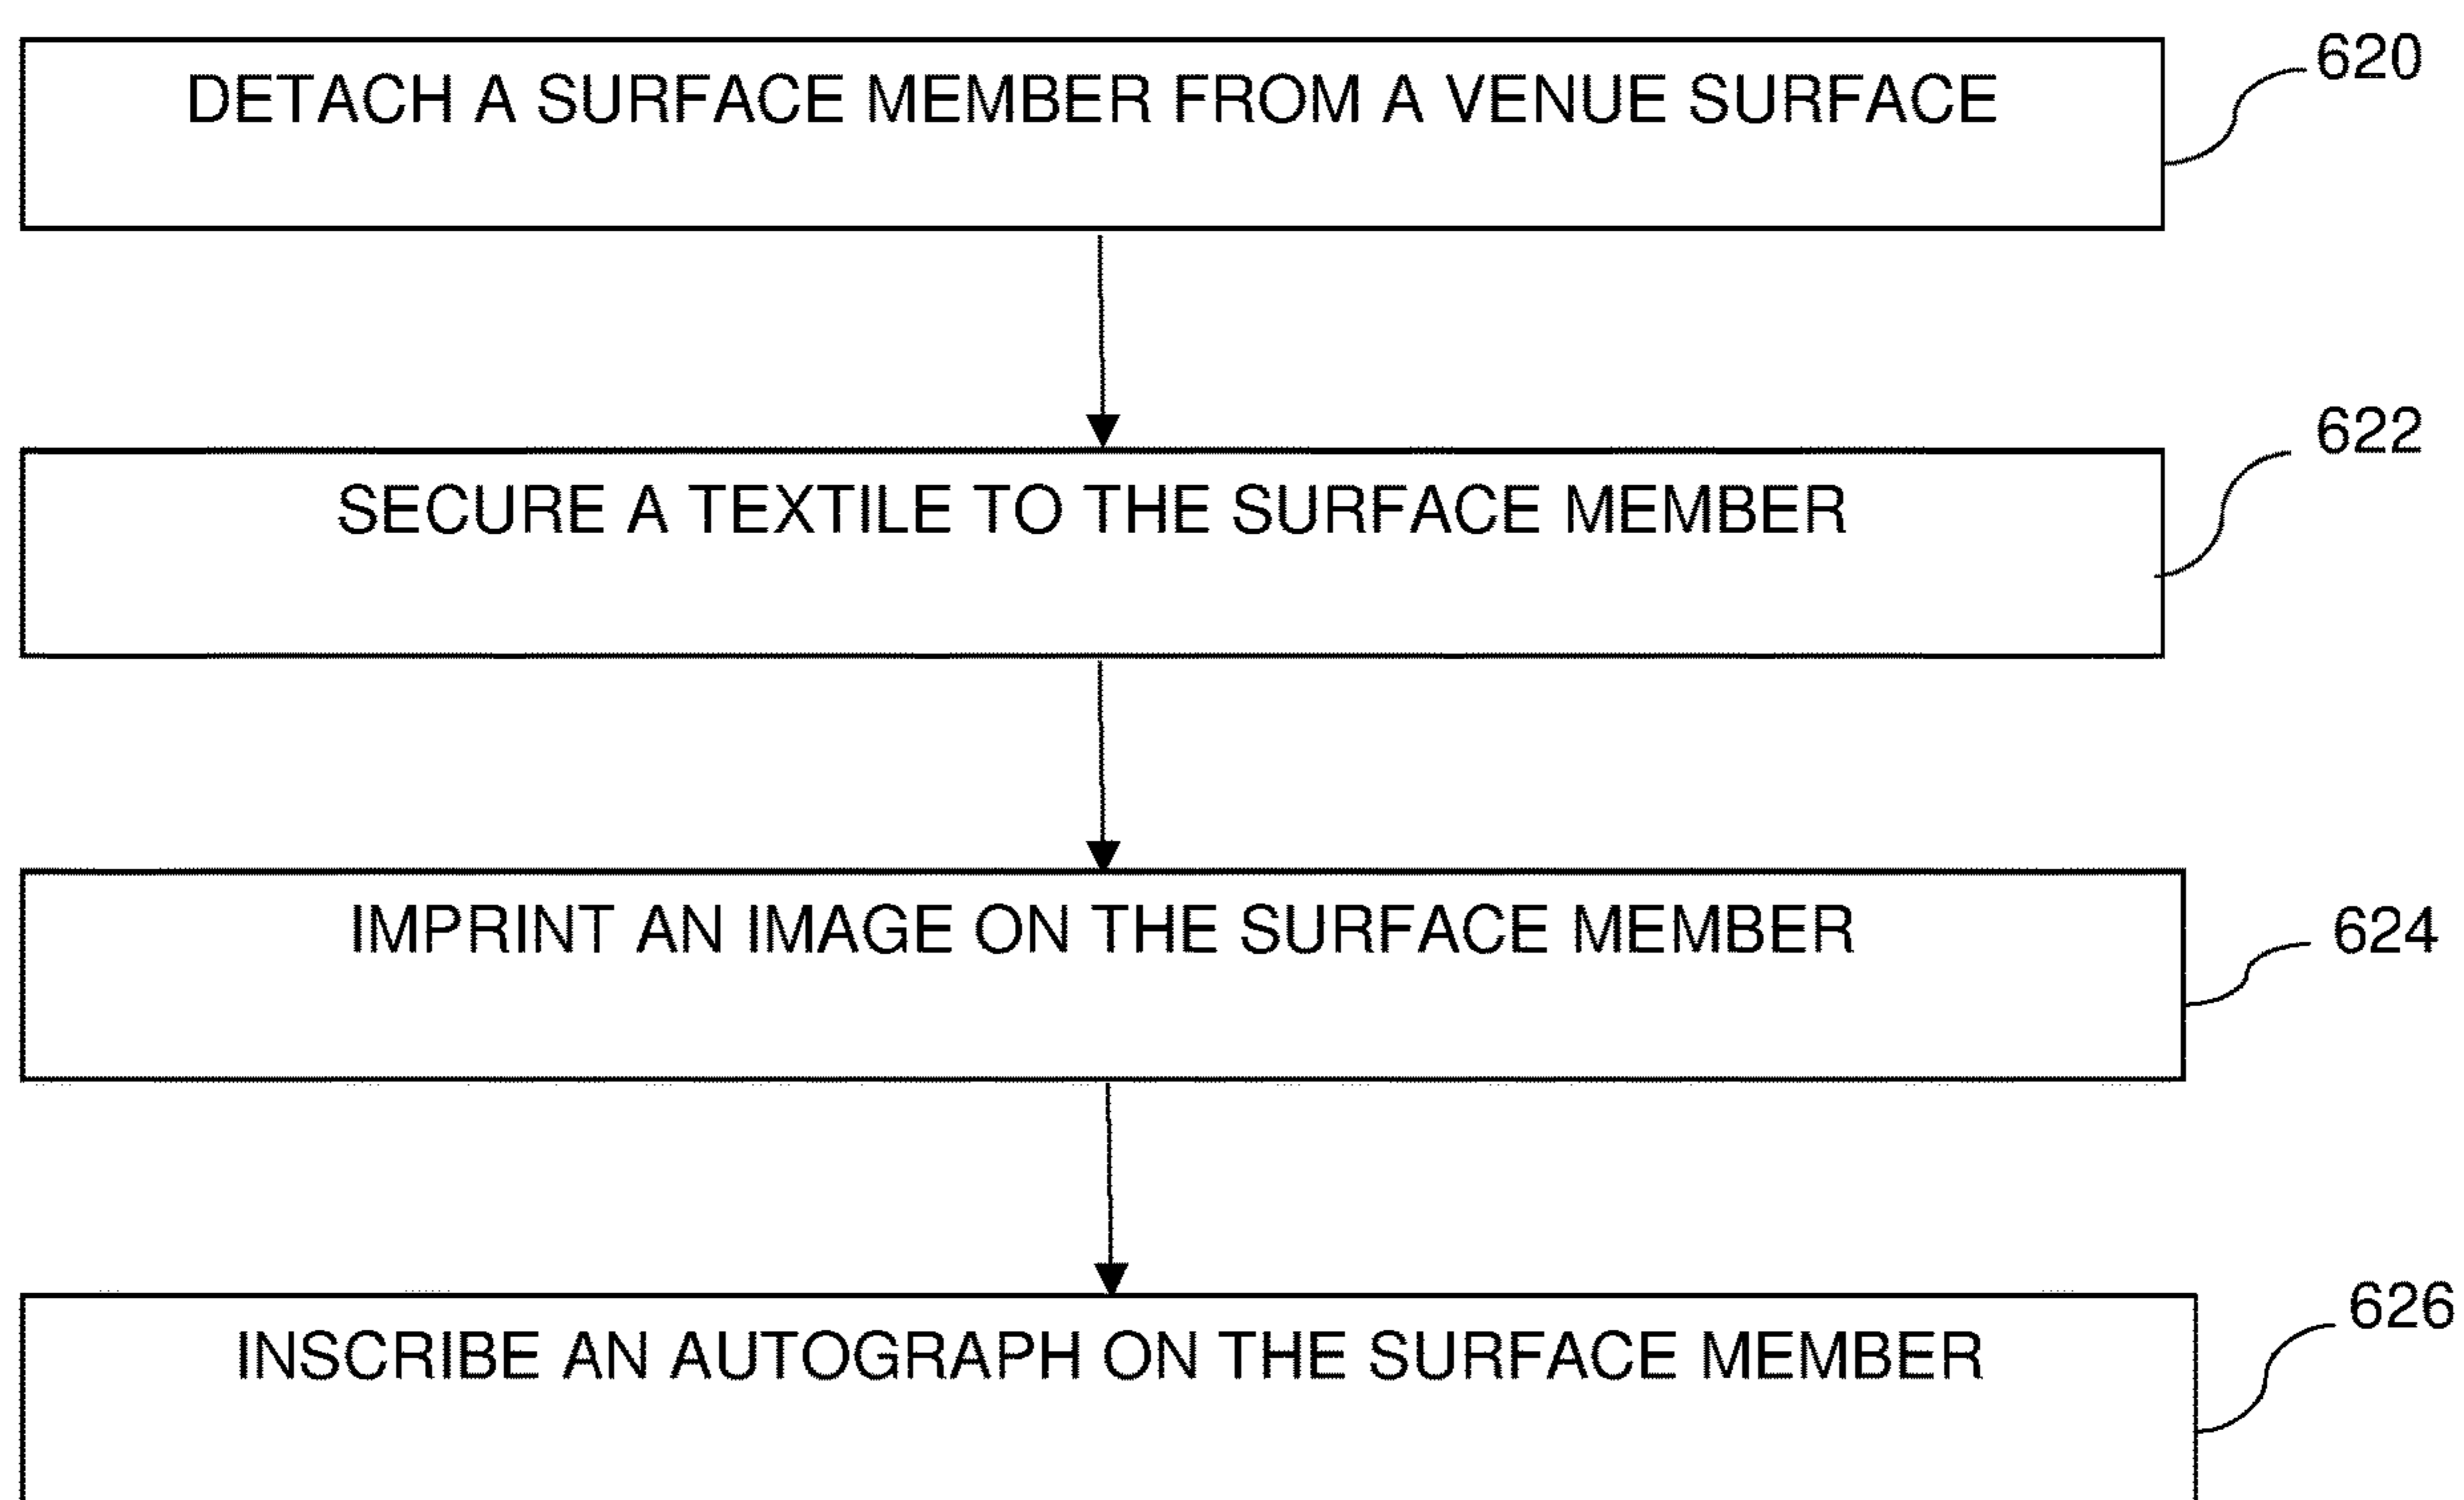 DETACH A SURFACE MEMBER FROM A VENUE SURFACE
620
SECURE A TEXTILE TO THE SURFACE MEMBER
622
IMPRINT AN IMAGE ON THE SURFACE MEMBER
624
INSCRIBE AN AUTOGRAPH ON THE SURFACE MEMBER
626